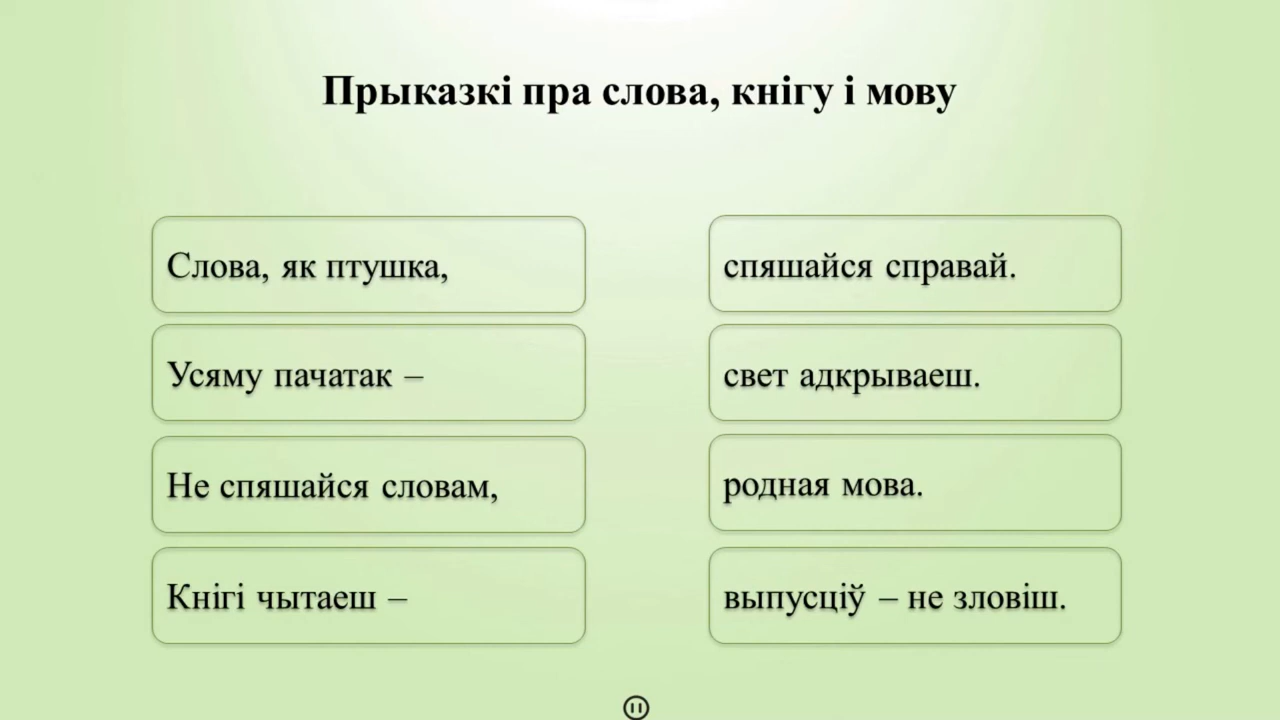 Прыказкі пра слова, кнігу і мову
Слова, як птушка,
спяшайся справай.
Усяму пачатак –
свет адкрываеш.
Не спяшайся словам,
родная мова.
Кнігі чытаеш –
выпусціў – не зловіш.